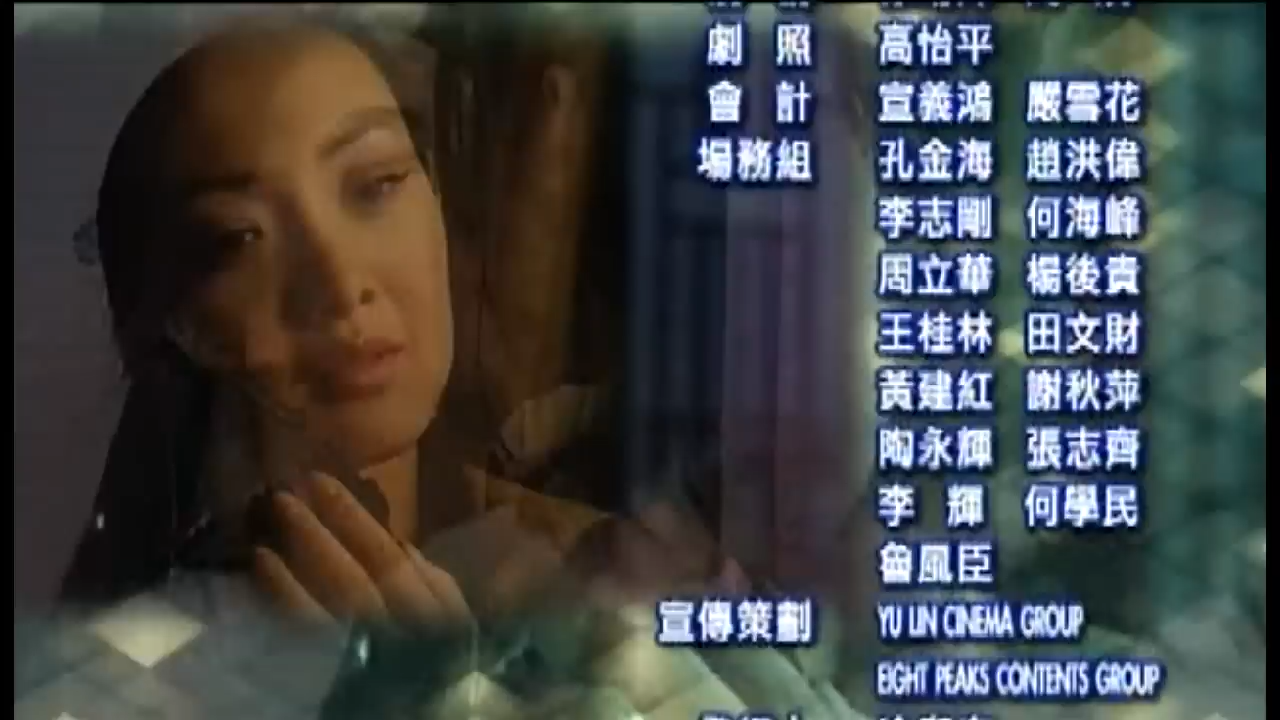 劇 照 高怡平
會 計 宣義鴻 嚴雲花
場務組 孔金海 趙洪偉
李志剛 何海峰
周立華 楊後貴
王桂林 田文財
黃建紅 謝秋萍
陶永輝 張志齊
李 輝 何學民
魯風臣
宣傳策劃 YU LIN CINEMA GROUP
EIGHT PEAKS CONTENTS GROUP